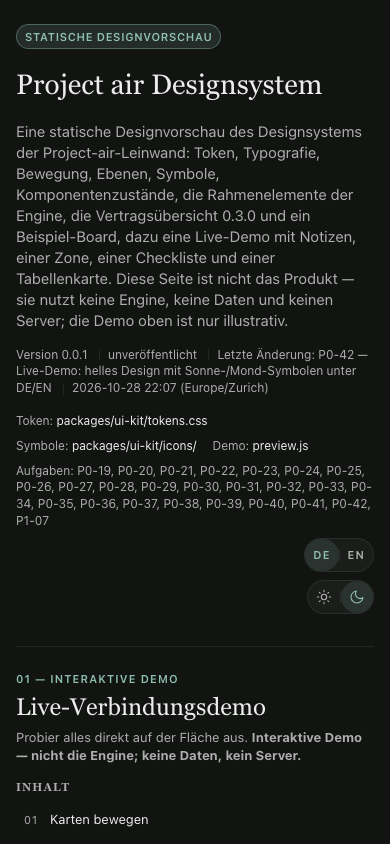 STATISCHE DESIGNVORSCHAU
Project air Designsystem
Eine statische Designvorschau des Designsystems
der Project-air-Leinwand: Token, Typografie,
Bewegung, Ebenen, Symbole,
Komponentenzustände, die Rahmenelemente der
Engine, die Vertragsübersicht 0.3.0 und ein
Beispiel-Board, dazu eine Live-Demo mit Notizen,
einer Zone, einer Checkliste und einer
Tabellenkarte. Diese Seite ist nicht das Produkt —
sie nutzt keine Engine, keine Daten und keinen
Server; die Demo oben ist nur illustrativ.
Version 0.0.1 | unveröffentlicht | Letzte Änderung: P0-42 —
Live-Demo: helles Design mit Sonne-/Mond-Symbolen unter
DE/EN | 2026-10-28 22:07 (Europe/Zurich)
Token: packages/ui-kit/tokens.css
Symbole: packages/ui-kit/icons/ Demo: preview.js
Aufgaben: P0-19, P0-20, P0-21, P0-22, P0-23, P0-24, P0-25,
P0-26, P0-27, P0-28, P0-29, P0-30, P0-31, P0-32, P0-33, P0-
34, P0-35, P0-36, P0-37, P0-38, P0-39, P0-40, P0-41, P0-42,
P1-07
DE EN
01 — INTERAKTIVE DEMO
Live-Verbindungsdemo
Probier alles direkt auf der Fläche aus. Interaktive Demo
— nicht die Engine; keine Daten, kein Server.
INHALT
01 Karten bewegen